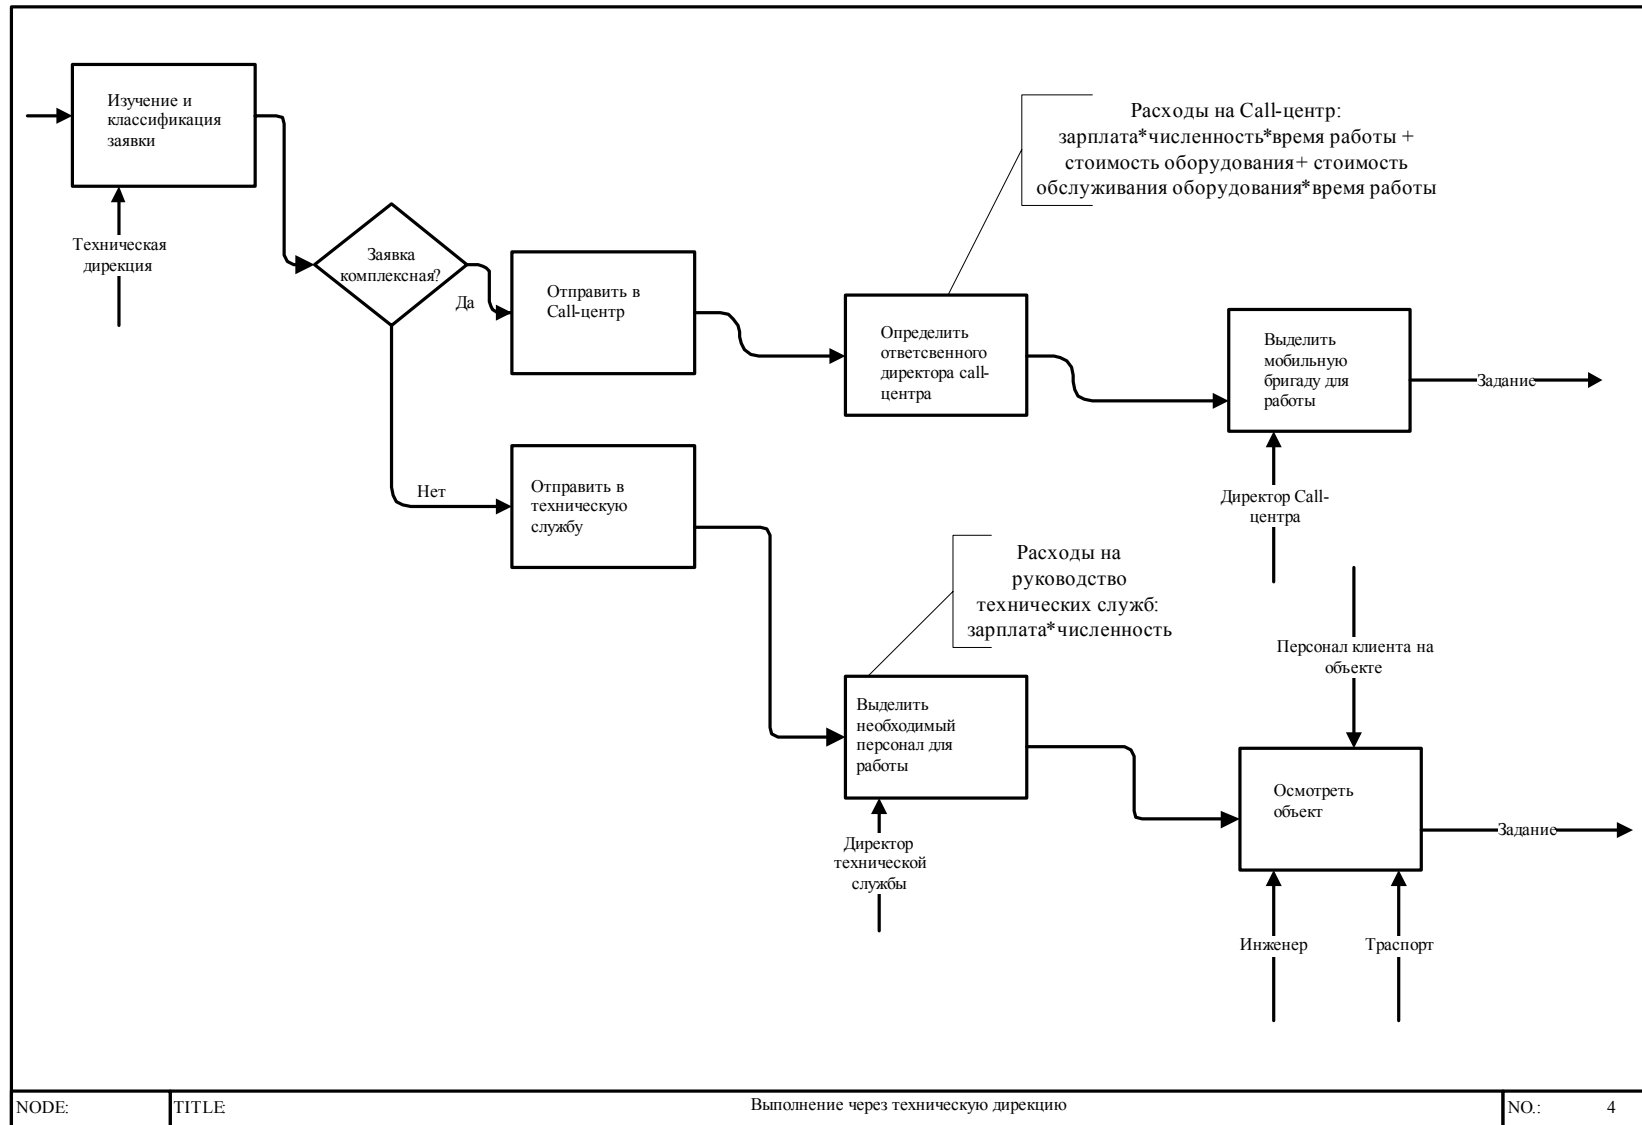 Изучение и
классификация
заявки
Техническая
дирекция
Заявка
комплексная?
Да
Нет
Отправить в
Call-центр
Расходы на Call-центр:
зарплата*численность*время работы +
стоимость оборудования+ стоимость
обслуживания оборудования*время работы
Определить
ответсвенного
директора call-
центра
Выделить
мобильную
бригаду для
работы
Задание
Директор Call-
центра
Отправить в
техническую
службу
Расходы на
руководство
технических служб:
зарплата*численность
Выделить
необходимый
персонал для
работы
Директор
технической
службы
Персонал клиента на
объекте
Осмотреть
объект
Задание
Инженер
Траспорт
NODE:
TITLE:
Выполнение через техническую дирекцию
NO.: 4